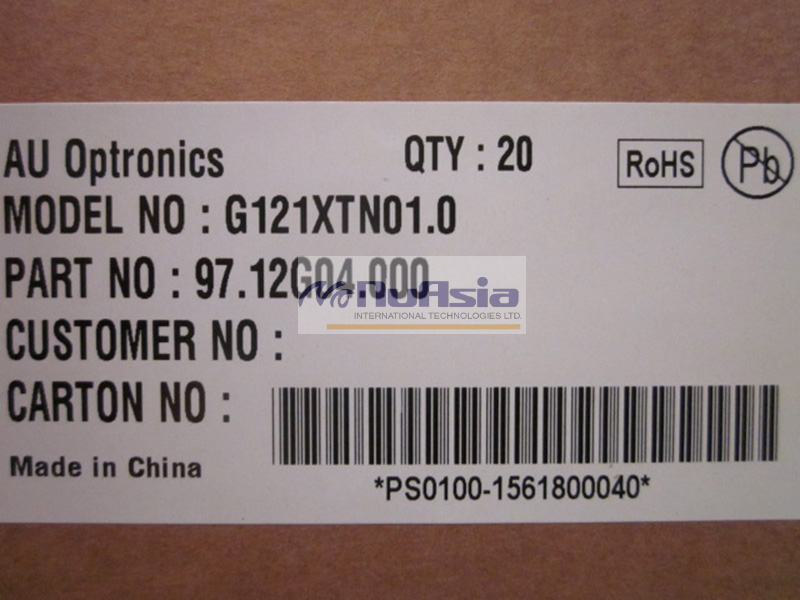 AU Optronics QTY : 20 RoHS Pb
MODEL NO : G121XTN01.0
PART NO : 97.12G04.000
NuAsia
INTERNATIONAL TECHNOLOGIES LTD.
CUSTOMER NO :
CARTON NO :
Made in China
*PS0100-1561800040*